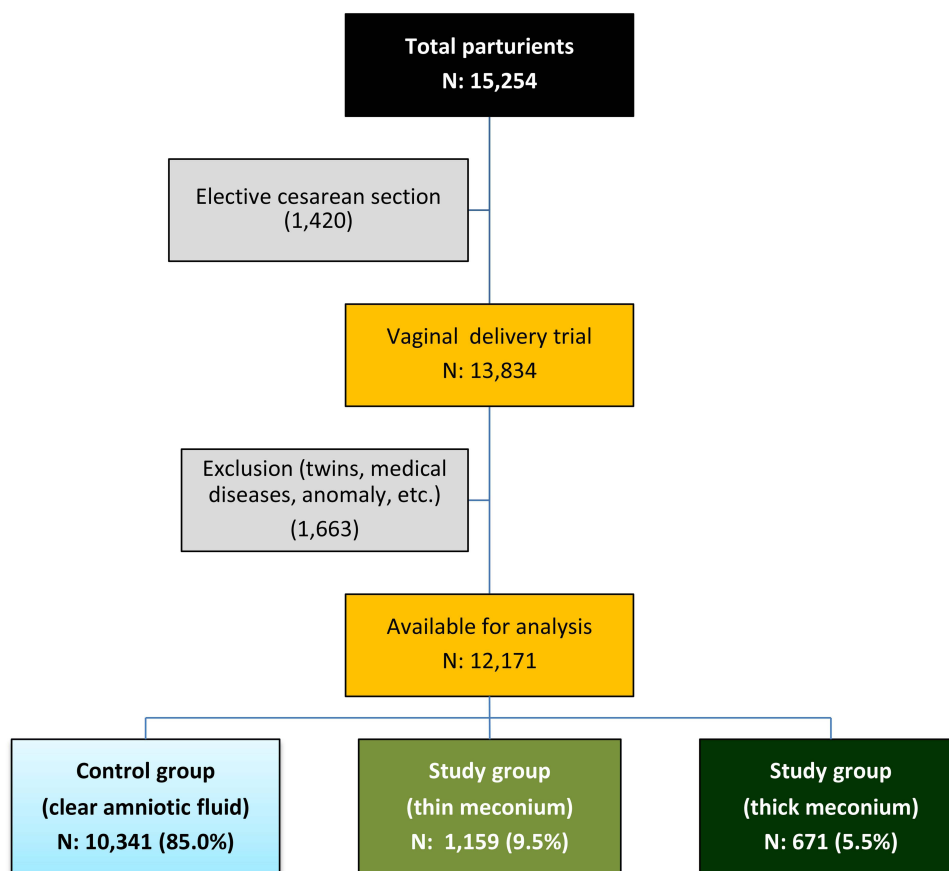 Total parturients
N: 15,254
Elective cesarean section
(1,420)
Vaginal  delivery trial
N: 13,834
Exclusion (twins, medical
diseases, anomaly, etc.)
(1,663)
Available for analysis
N: 12,171
Control group
(clear amniotic fluid)
N: 10,341 (85.0%)
Study group
(thin meconium)
N:  1,159 (9.5%)
Study group
(thick meconium)
N: 671 (5.5%)